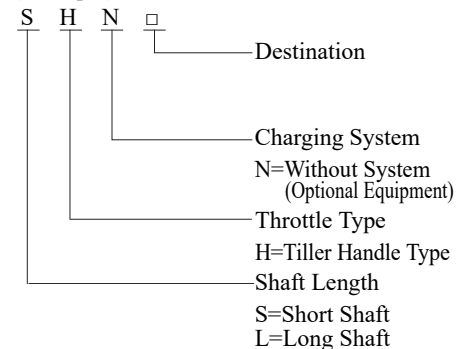 S H N □
Destination
Charging System
N=Without System
(Optional Equipment)
Throttle Type
H=Tiller Handle Type
Shaft Length
S=Short Shaft
L=Long Shaft